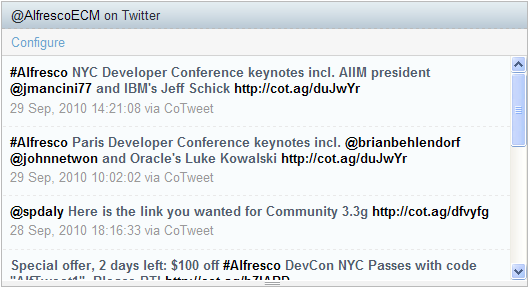 @AlfrescoECM on Twitter
Configure
#Alfresco NYC Developer Conference keynotes incl. AIIM president
@jmancini77 and IBM's Jeff Schick http://cot.ag/duJwYr
29 Sep, 2010 14:21:08 via CoTweet
#Alfresco Paris Developer Conference keynotes incl. @brianbehlendorf
@johnnetwon and Oracle's Luke Kowalski http://cot.ag/duJwYr
29 Sep, 2010 10:02:02 via CoTweet
@spdaly Here is the link you wanted for Community 3.3g http://cot.ag/dfvyfg
28 Sep, 2010 18:16:33 via CoTweet
Special offer, 2 days left: $100 off #Alfresco DevCon NYC Passes with code
"AlfTweet1". Please RT!